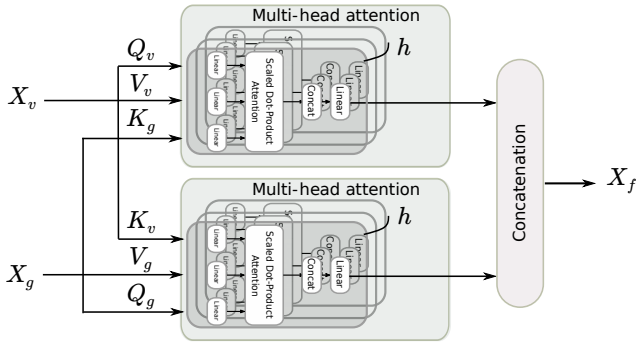 Multi-head attention
h
Q_v
X_v
V_v
K_g
Linear
Linear
Linear
Scaled Dot-Product
Attention
Concat
Linear
Concatenation
X_f
Multi-head attention
h
K_v
X_g
V_g
Q_g
Linear
Linear
Linear
Scaled Dot-Product
Attention
Concat
Linear